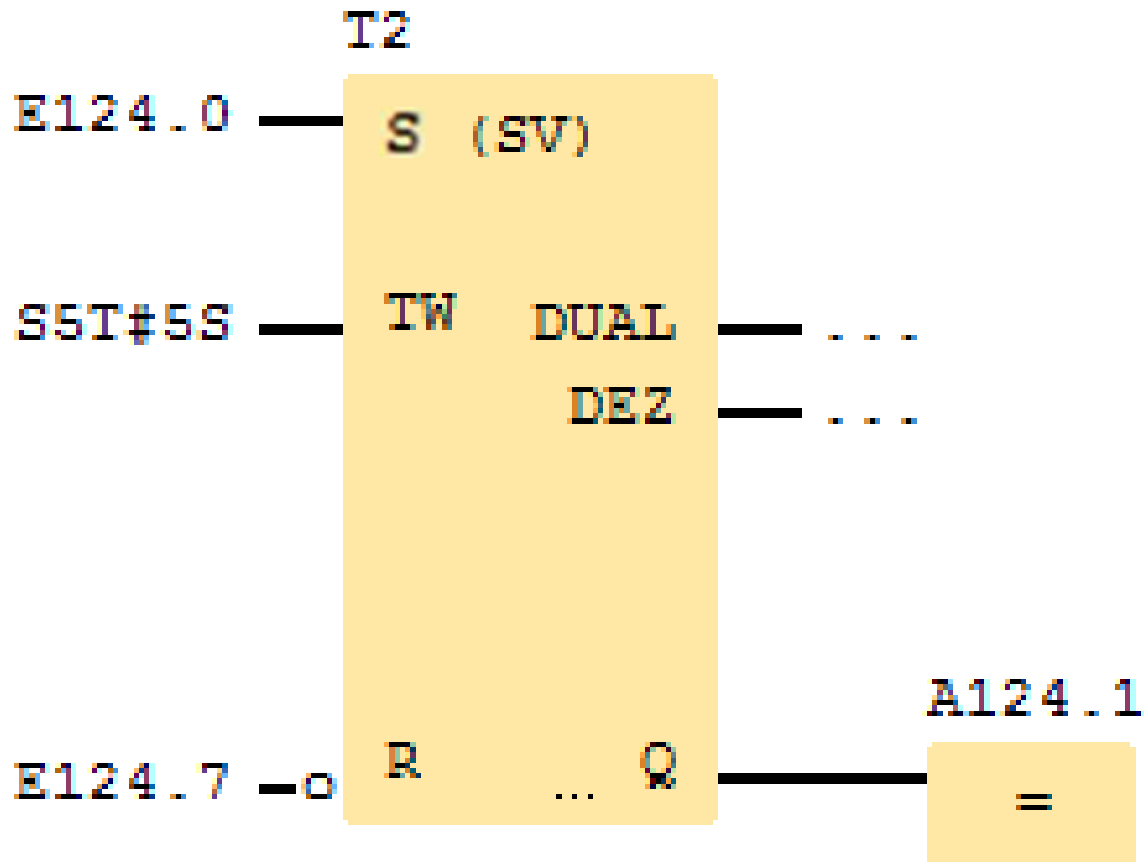 T2
E124.0 S (SV)
S5T#5S TW DUAL ...
DEZ ...
A124.1
E124.7 R ... Q =